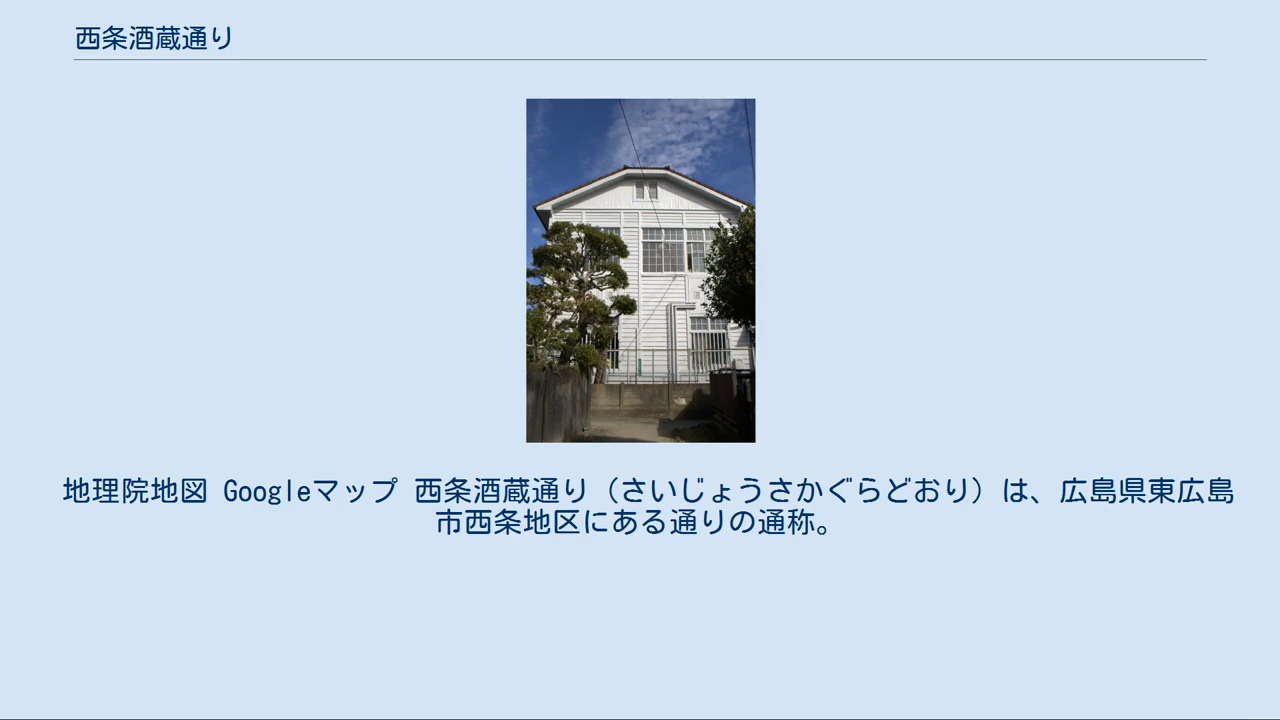 西条酒蔵通り
地理院地図 Googleマップ 西条酒蔵通り（さいじょうさかぐらどおり）は、広島県東広島
市西条地区にある通りの通称。